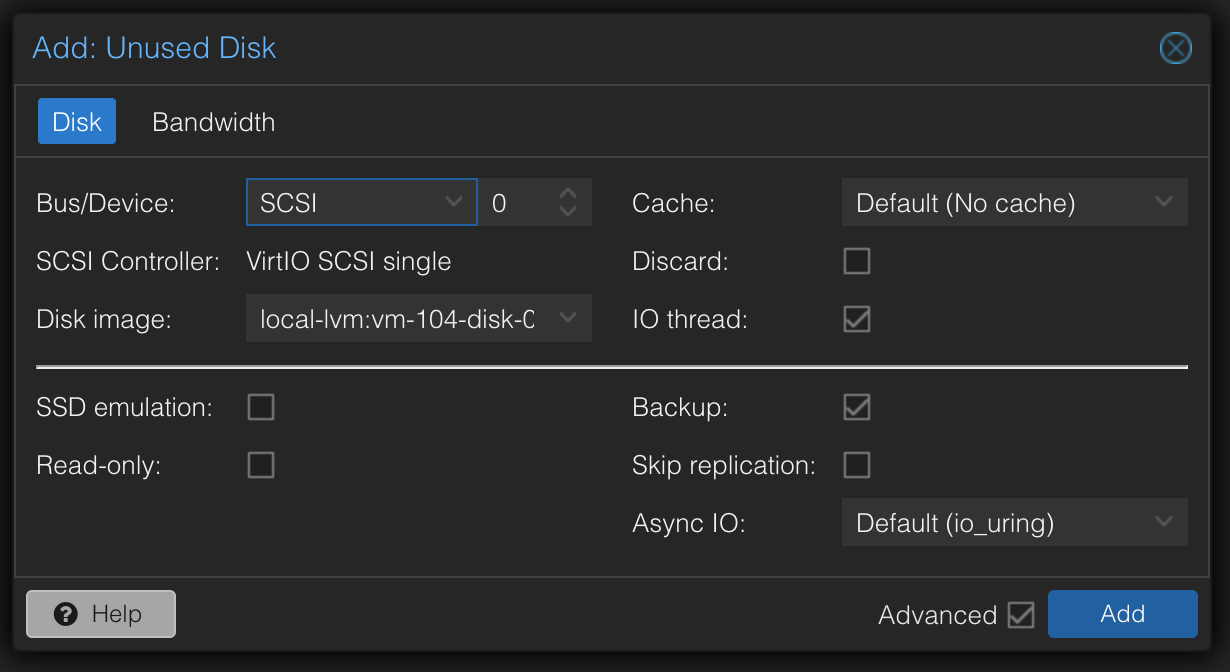 Add: Unused Disk
Disk Bandwidth
Bus/Device: SCSI 0
SCSI Controller: VirtIO SCSI single
Disk image: local-lvm:vm-104-disk-0
Cache: Default (No cache)
Discard:
IO thread:
SSD emulation:
Read-only:
Backup:
Skip replication:
Async IO: Default (io_uring)
Help Advanced Add